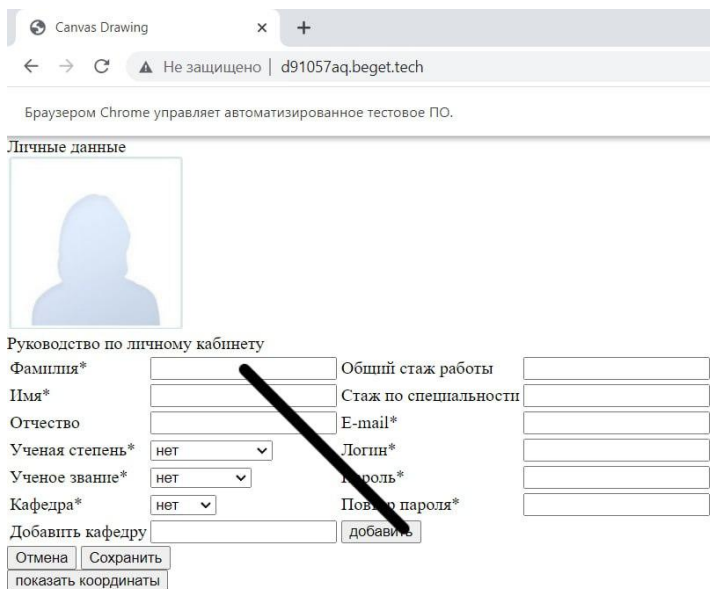 Canvas Drawing
Не защищено | d91057aq.beget.tech
Браузером Chrome управляет автоматизированное тестовое ПО.
Личные данные
Руководство по личному кабинету
Фамилия* Общий стаж работы
Имя* Стаж по специальности
Отчество E-mail*
Ученая степень* нет Логин*
Ученое звание* нет
Кафедра* нет пароля*
Добавить кафедру добавить
Отмена Сохранить
показать координаты